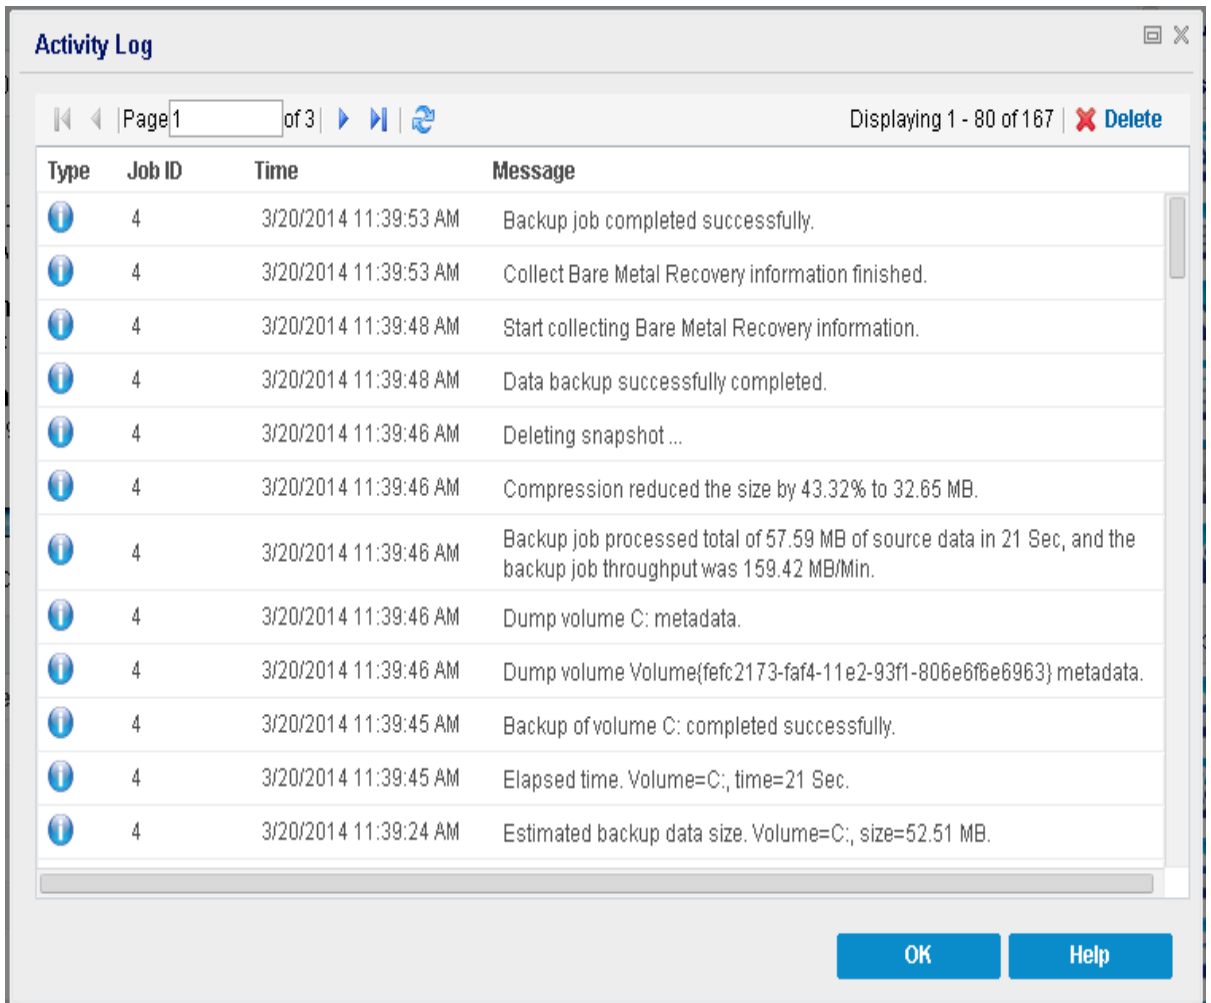 Activity Log
Page 1 of 3 Displaying 1 - 80 of 167 Delete
Type Job ID Time Message
4 3/20/2014 11:39:53 AM Backup job completed successfully.
4 3/20/2014 11:39:53 AM Collect Bare Metal Recovery information finished.
4 3/20/2014 11:39:48 AM Start collecting Bare Metal Recovery information.
4 3/20/2014 11:39:48 AM Data backup successfully completed.
4 3/20/2014 11:39:46 AM Deleting snapshot ...
4 3/20/2014 11:39:46 AM Compression reduced the size by 43.32% to 32.65 MB.
4 3/20/2014 11:39:46 AM Backup job processed total of 57.59 MB of source data in 21 Sec, and the
backup job throughput was 159.42 MB/Min.
4 3/20/2014 11:39:46 AM Dump volume C: metadata.
4 3/20/2014 11:39:46 AM Dump volume Volume{fefc2173-faf4-11e2-93f1-806e6f6e6963} metadata.
4 3/20/2014 11:39:45 AM Backup of volume C: completed successfully.
4 3/20/2014 11:39:45 AM Elapsed time. Volume=C:, time=21 Sec.
4 3/20/2014 11:39:24 AM Estimated backup data size. Volume=C:, size=52.51 MB.
OK Help